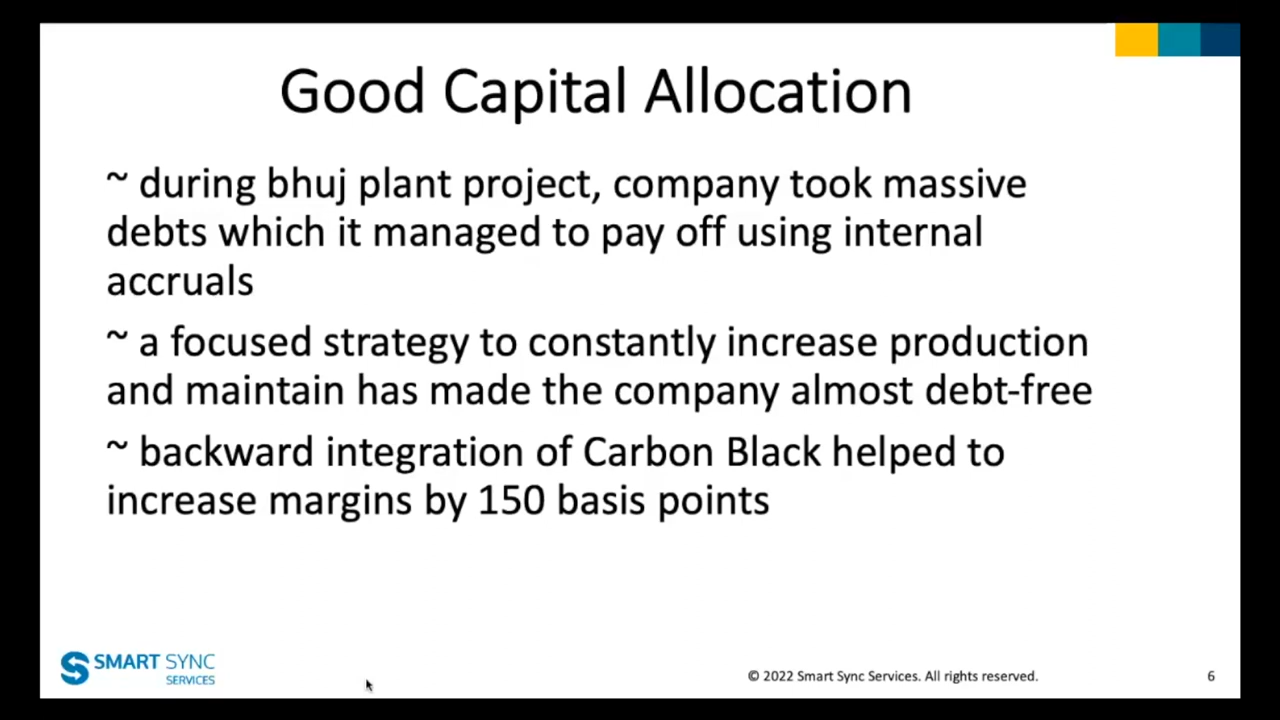 Good Capital Allocation
~ during bhuj plant project, company took massive
debts which it managed to pay off using internal
accruals
~ a focused strategy to constantly increase production
and maintain has made the company almost debt-free
~ backward integration of Carbon Black helped to
increase margins by 150 basis points
SMART SYNC
SERVICES
© 2022 Smart Sync Services. All rights reserved.
6